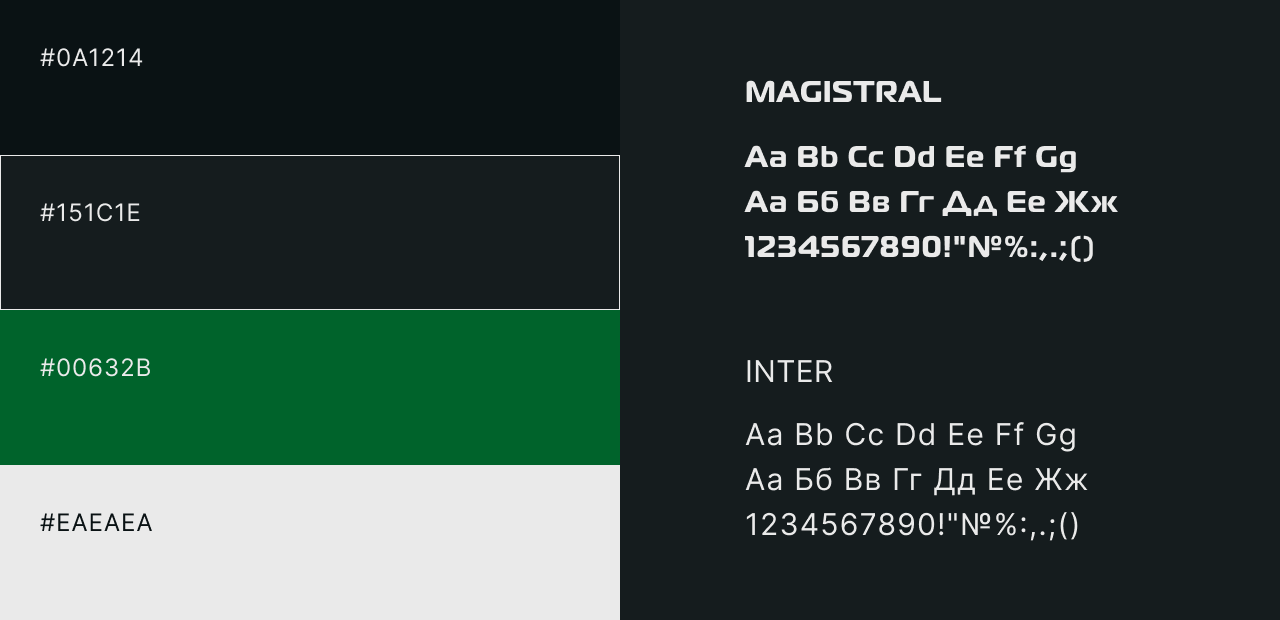 #0A1214
#151C1E
#00632B
#EAEAEA
MAGISTRAL
Aa Bb Cc Dd Ee Ff Gg
Аа Бб Вв Гг Дд Ее Жж
1234567890!"№%:,.;()
INTER
Aa Bb Cc Dd Ee Ff Gg
Аа Бб Вв Гг Дд Ее Жж
1234567890!"№%:,.;()